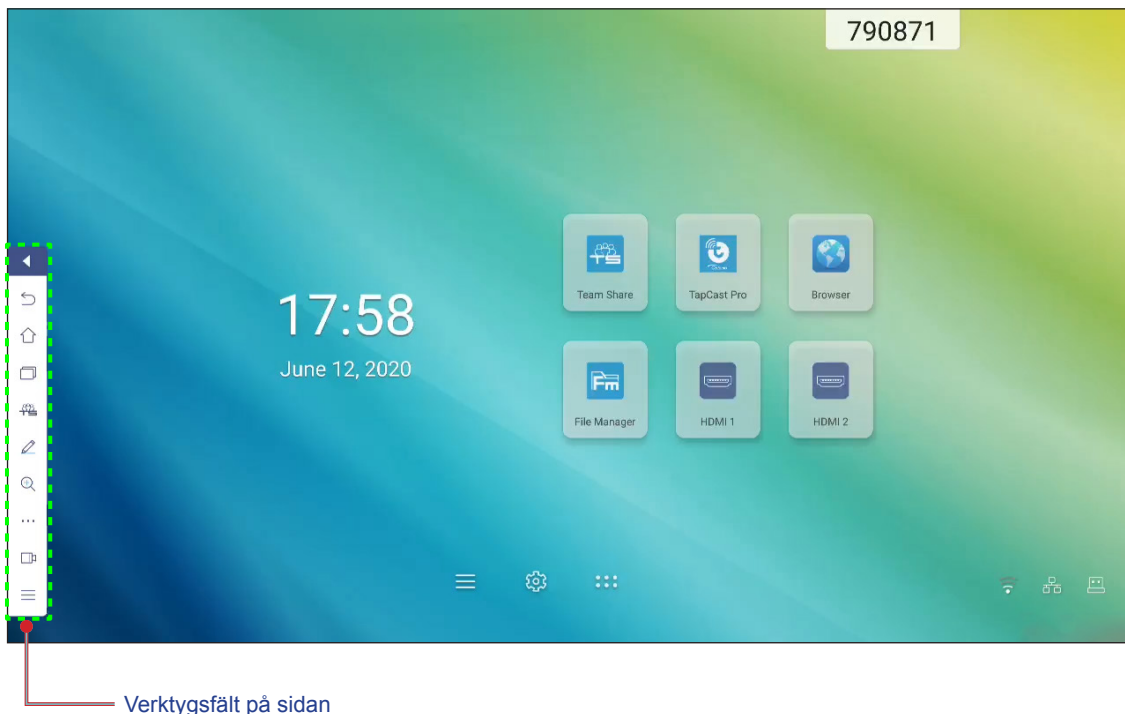 790871
17:58
June 12, 2020
Team Share
TapCast Pro
Browser
File Manager
HDMI 1
HDMI 2
Verktygsfält på sidan